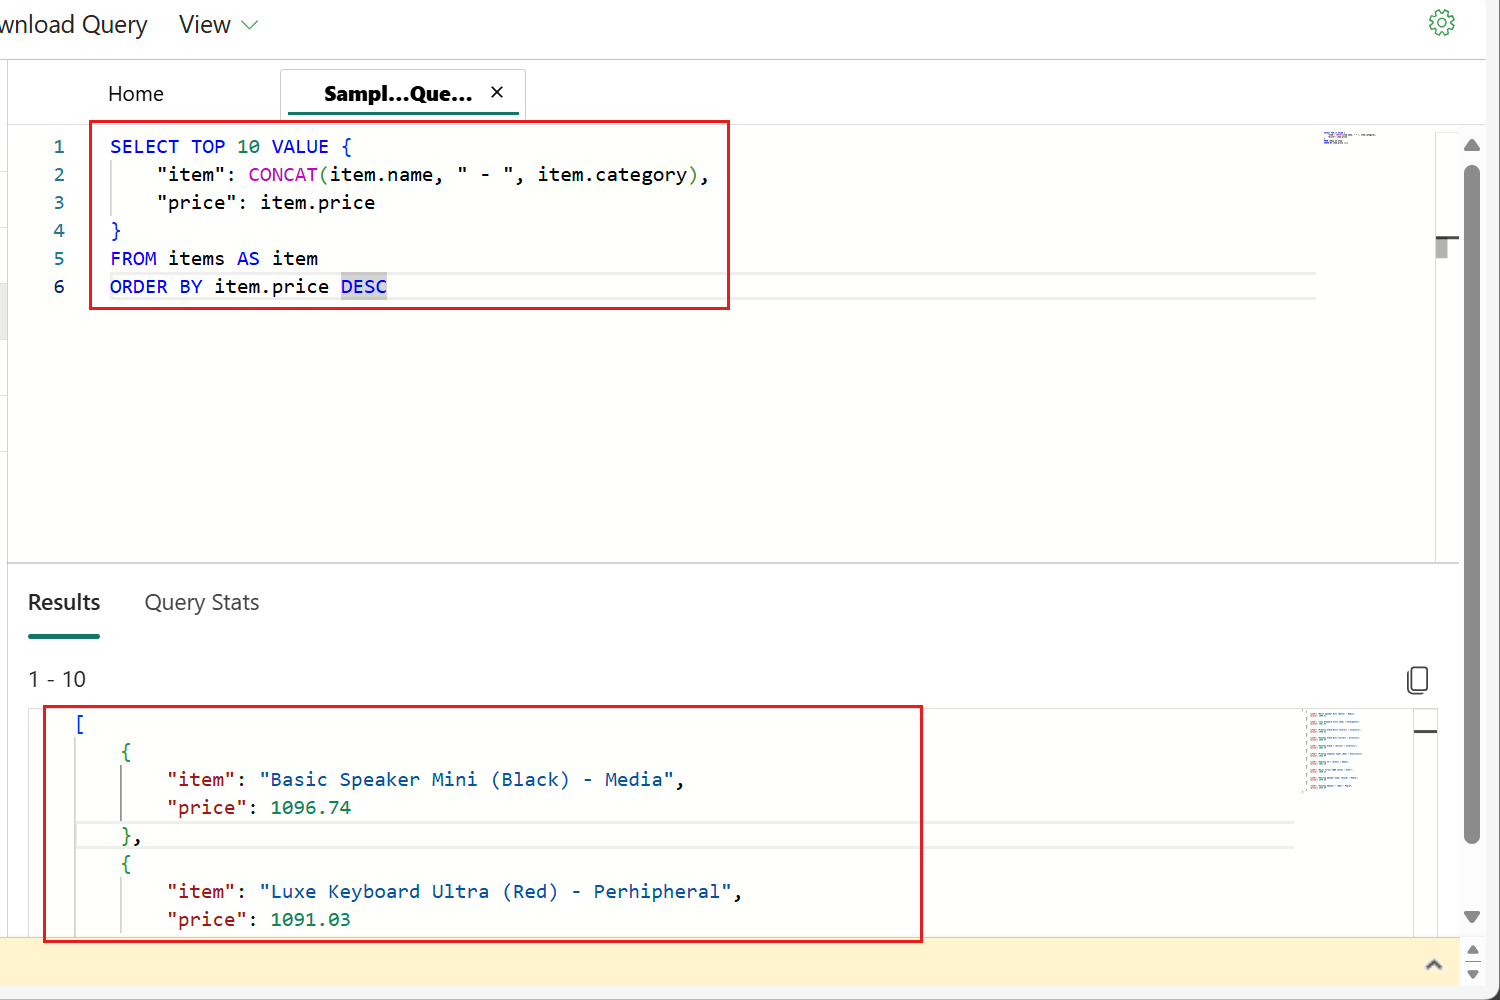 wnload Query View
Home Sampl...Que... ×
1 SELECT TOP 10 VALUE {
2 "item": CONCAT(item.name, " - ", item.category),
3 "price": item.price
4 }
5 FROM items AS item
6 ORDER BY item.price DESC
Results Query Stats
1 - 10
[
{
"item": "Basic Speaker Mini (Black) - Media",
"price": 1096.74
},
{
"item": "Luxe Keyboard Ultra (Red) - Perhipheral",
"price": 1091.03